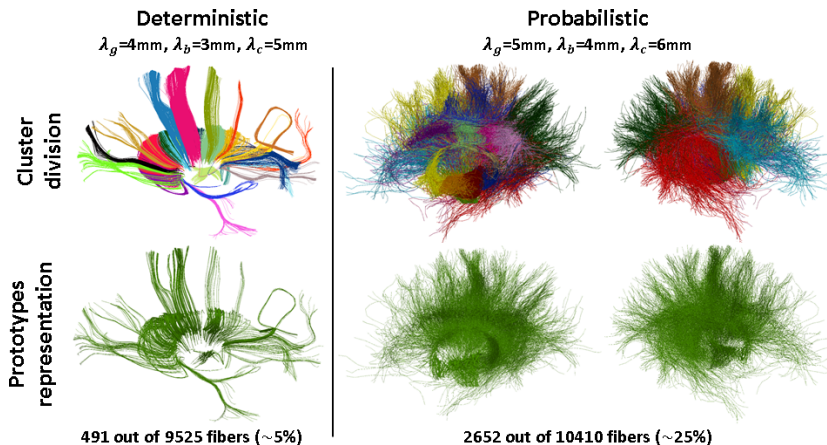 Deterministic
λg=4mm, λb=3mm, λc=5mm
Probabilistic
λg=5mm, λb=4mm, λc=6mm
Cluster
division
Prototypes
representation
491 out of 9525 fibers (~5%)
2652 out of 10410 fibers (~25%)